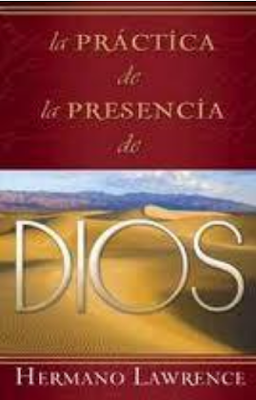 la PRÁCTICA
de
la PRESENCIA
de
DIOS
HERMANO LAWRENCE